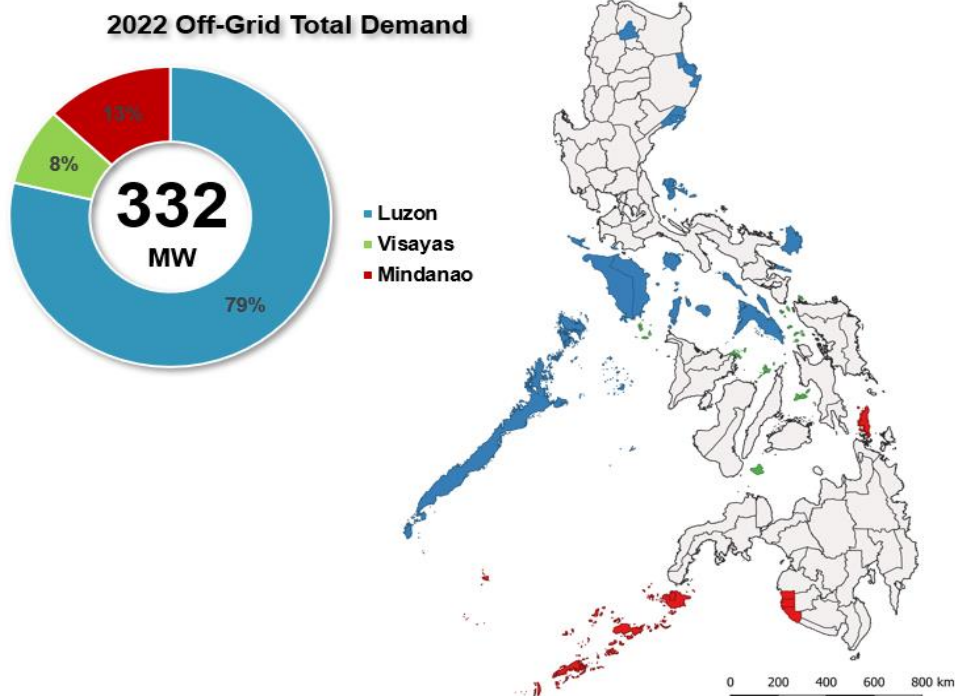 2022 Off-Grid Total Demand
13%
8%
332
MW
79%
Luzon
Visayas
Mindanao
0 200 400 600 800 km